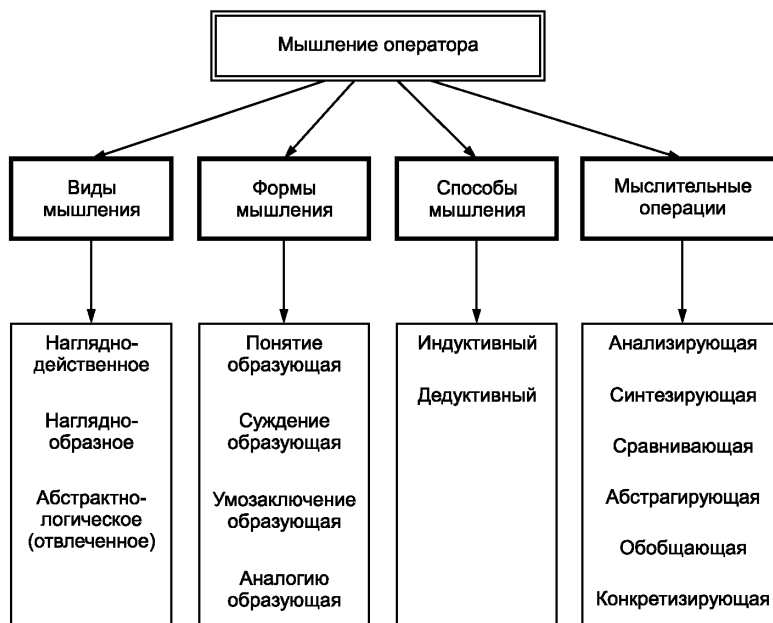 Мышление оператора
Виды
мышления
Формы
мышления
Способы
мышления
Мыслительные
операции
Наглядно-
действенное
Наглядно-
образное
Абстрактно-
логическое
(отвлеченное)
Понятие
образующая
Суждение
образующая
Умозаключение
образующая
Аналогию
образующая
Индуктивный
Дедуктивный
Анализирующая
Синтезирующая
Сравнивающая
Абстрагирующая
Обобщающая
Конкретизирующая